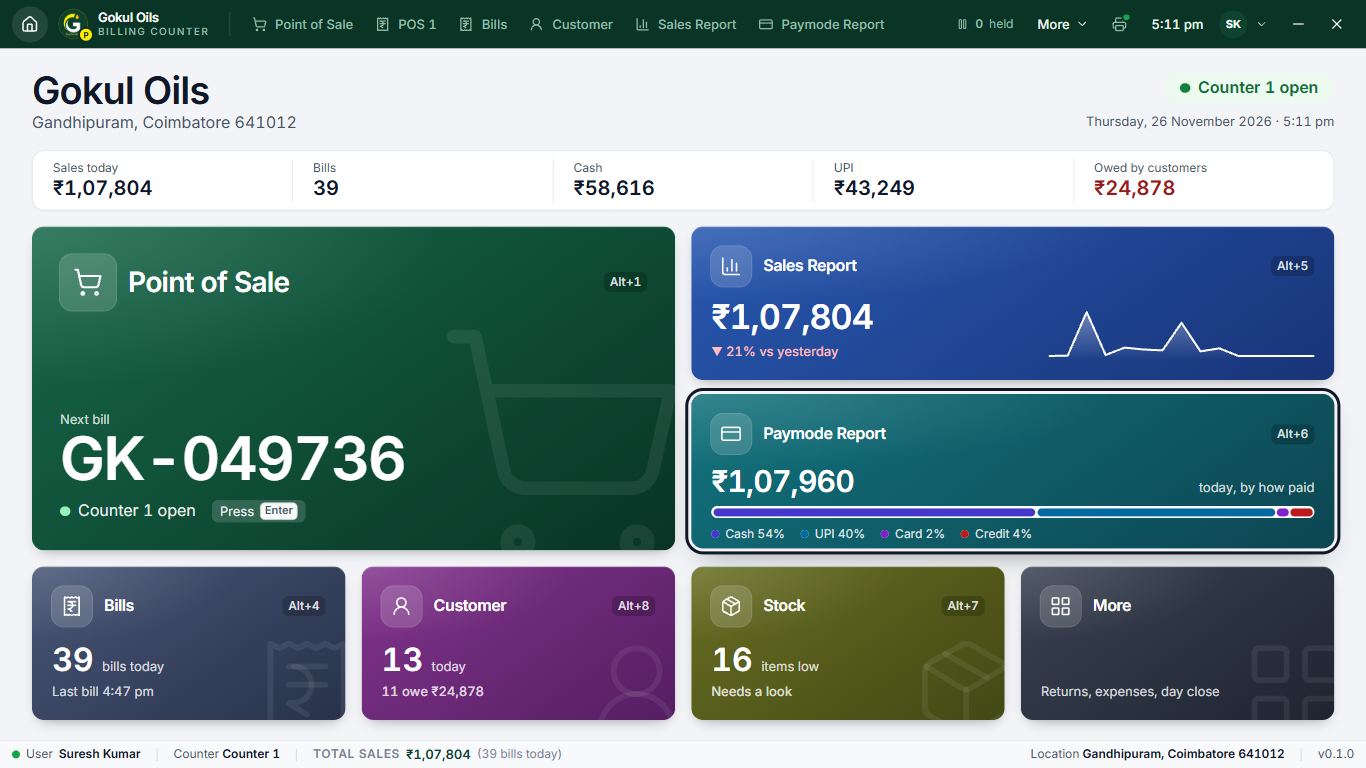 Gokul Oils
BILLING COUNTER
Point of Sale
POS 1
Bills
Customer
Sales Report
Paymode Report
0 held
More
5:11 pm
SK
Gokul Oils
Gandhipuram, Coimbatore 641012
Counter 1 open
Thursday, 26 November 2026 · 5:11 pm
Sales today
₹1,07,804
Bills
39
Cash
₹58,616
UPI
₹43,249
Owed by customers
₹24,878
Point of Sale
Alt+1
Next bill
GK-049736
Counter 1 open
Press Enter
Sales Report
Alt+5
₹1,07,804
▼ 21% vs yesterday
Paymode Report
Alt+6
₹1,07,960
today, by how paid
Cash 54%
UPI 40%
Card 2%
Credit 4%
Bills
Alt+4
39 bills today
Last bill 4:47 pm
Customer
Alt+8
13 today
11 owe ₹24,878
Stock
Alt+7
16 items low
Needs a look
More
Returns, expenses, day close
User Suresh Kumar
Counter Counter 1
TOTAL SALES ₹1,07,804 (39 bills today)
Location Gandhipuram, Coimbatore 641012
v0.1.0